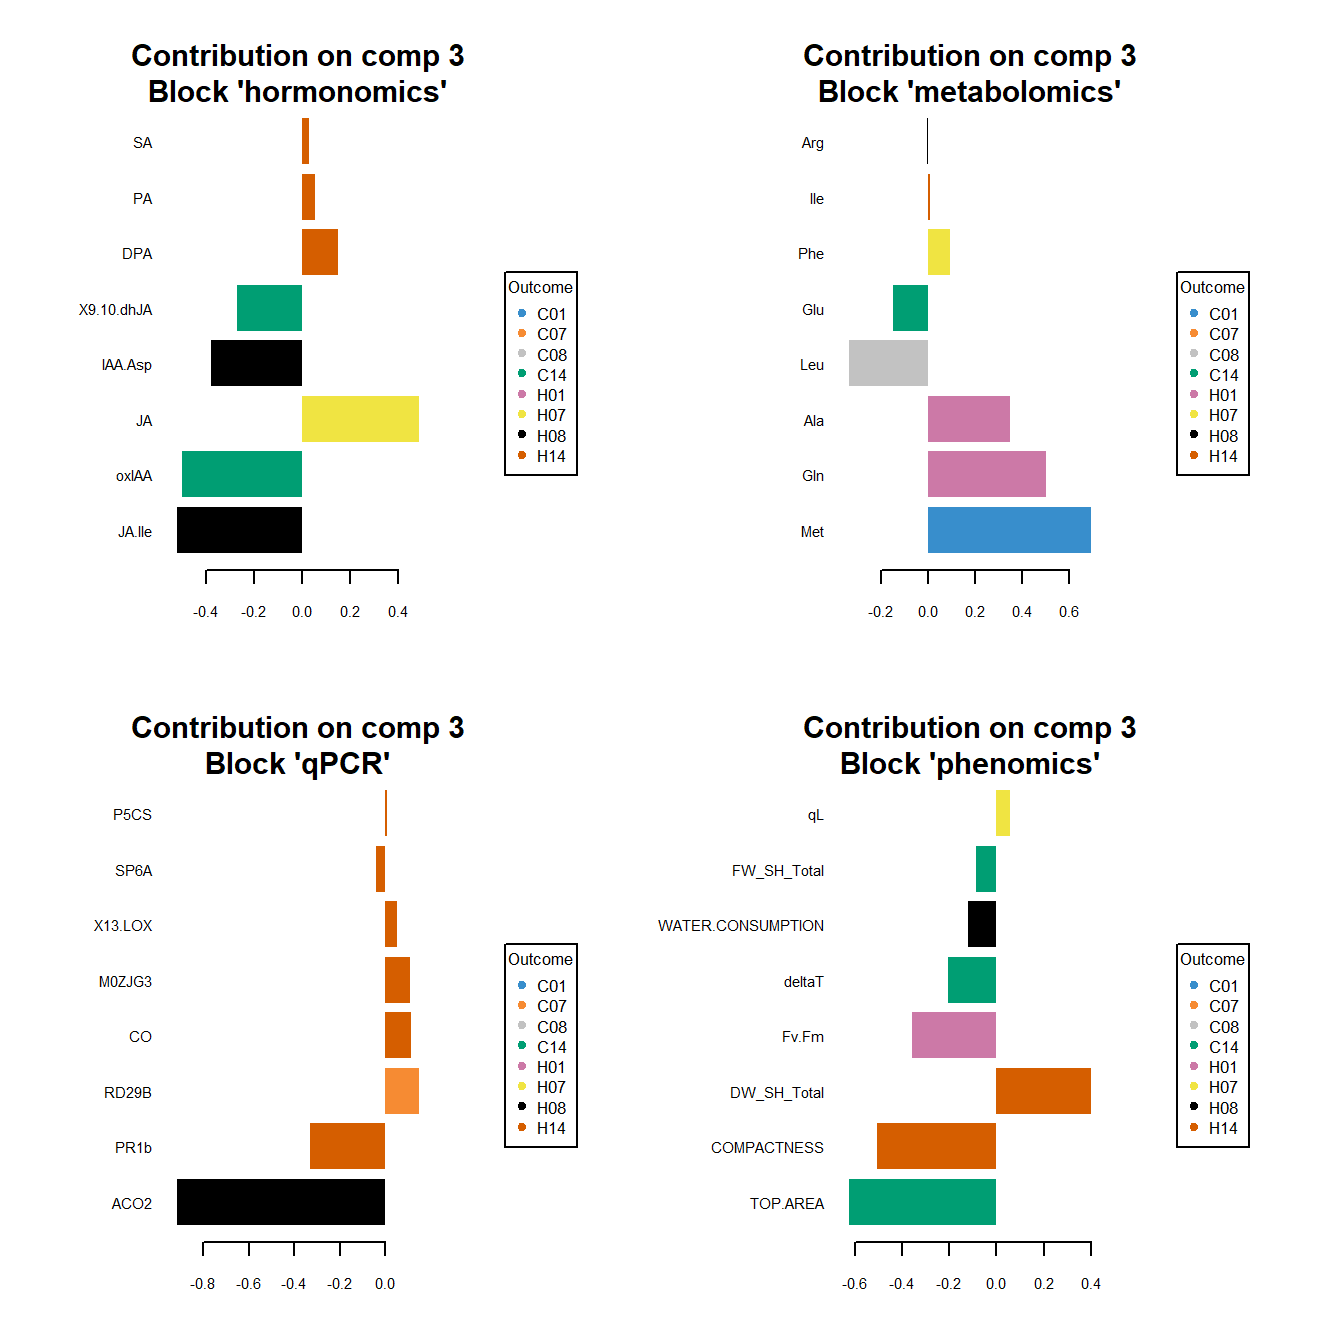 Contribution on comp 3
Block 'hormonomics'
SA
PA
DPA
X9.10.dhJA
IAA.Asp
JA
oxIAA
JA.Ile
-0.4 -0.2 0.0 0.2 0.4
Outcome
C01
C07
C08
C14
H01
H07
H08
H14
Contribution on comp 3
Block 'metabolomics'
Arg
Ile
Phe
Glu
Leu
Ala
Gln
Met
-0.2 0.0 0.2 0.4 0.6
Outcome
C01
C07
C08
C14
H01
H07
H08
H14
Contribution on comp 3
Block 'qPCR'
P5CS
SP6A
X13.LOX
M0ZJG3
CO
RD29B
PR1b
ACO2
-0.8 -0.6 -0.4 -0.2 0.0
Outcome
C01
C07
C08
C14
H01
H07
H08
H14
Contribution on comp 3
Block 'phenomics'
qL
FW_SH_Total
WATER.CONSUMPTION
deltaT
Fv.Fm
DW_SH_Total
COMPACTNESS
TOP.AREA
-0.6 -0.4 -0.2 0.0 0.2 0.4
Outcome
C01
C07
C08
C14
H01
H07
H08
H14